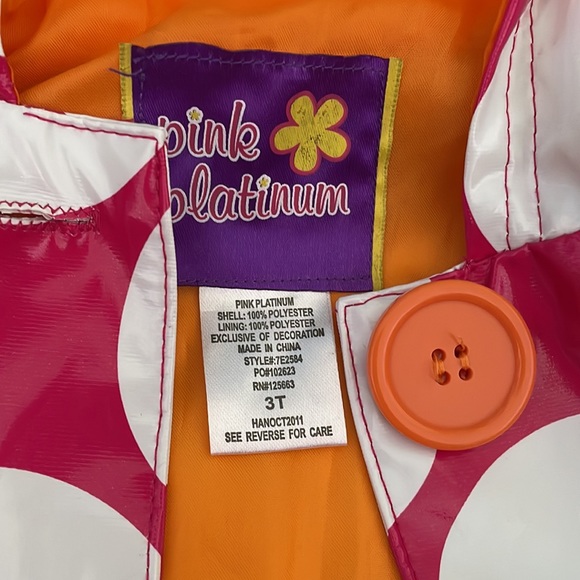 pink
platinum
PINK PLATINUM
SHELL: 100% POLYESTER
LINING: 100% POLYESTER
EXCLUSIVE OF DECORATION
MADE IN CHINA
STYLE#:7E2584
PO#102623
RN#125663
3T
HANOCT2011
SEE REVERSE FOR CARE